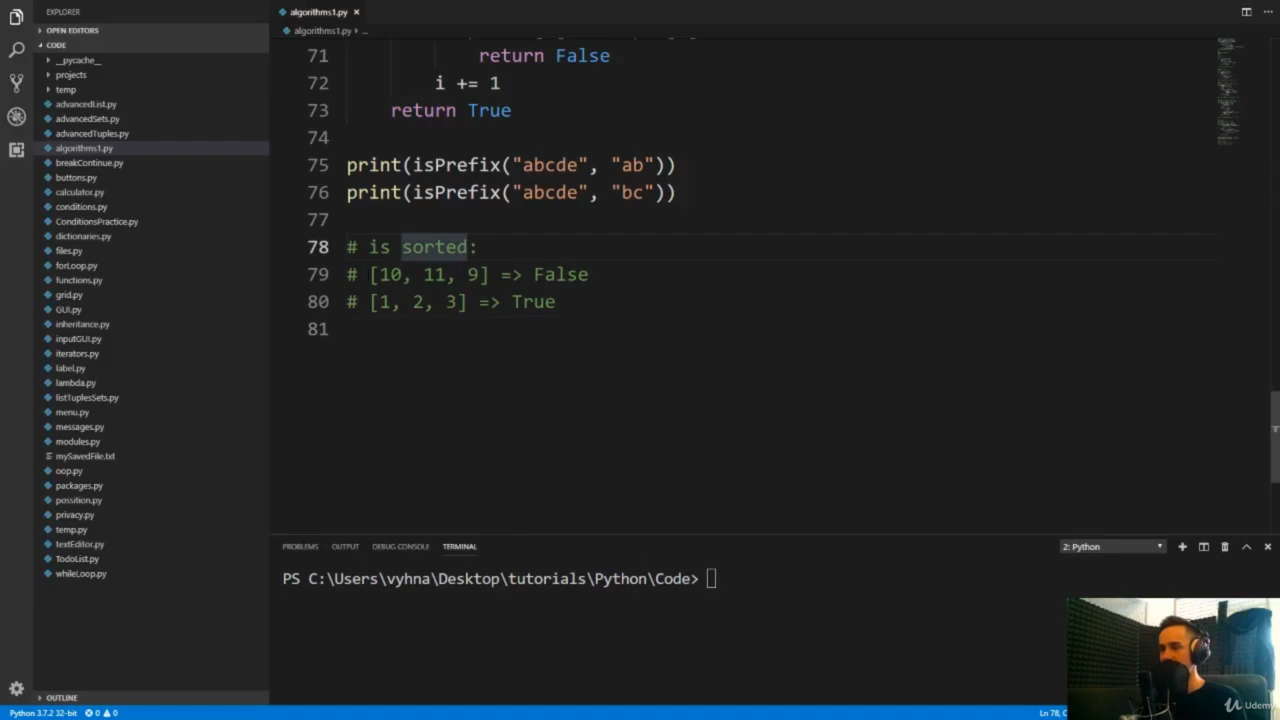 EXPLORER
OPEN EDITORS
CODE
__pycache__
projects
temp
advancedList.py
advancedSets.py
advancedTuples.py
algorithms1.py
breakContinue.py
buttons.py
calculator.py
conditions.py
ConditionsPractice.py
dictionaries.py
files.py
forLoop.py
functions.py
grid.py
GUI.py
inheritance.py
inputGUI.py
iterators.py
label.py
lambda.py
listTuplesSets.py
menu.py
messages.py
modules.py
mySavedFile.txt
oop.py
packages.py
possition.py
privacy.py
temp.py
textEditor.py
TodoList.py
whileLoop.py
OUTLINE
algorithms1.py ×
algorithms1.py ▸ ...
71 return False
72 i += 1
73 return True
74
75 print(isPrefix("abcde", "ab"))
76 print(isPrefix("abcde", "bc"))
77
78 # is sorted:
79 # [10, 11, 9] => False
80 # [1, 2, 3] => True
81
PROBLEMS OUTPUT DEBUG CONSOLE TERMINAL 2: Python
PS C:\Users\vyhna\Desktop\tutorials\Python\Code>
Python 3.7.2 32-bit 0 0 Ln 78,
Udemy